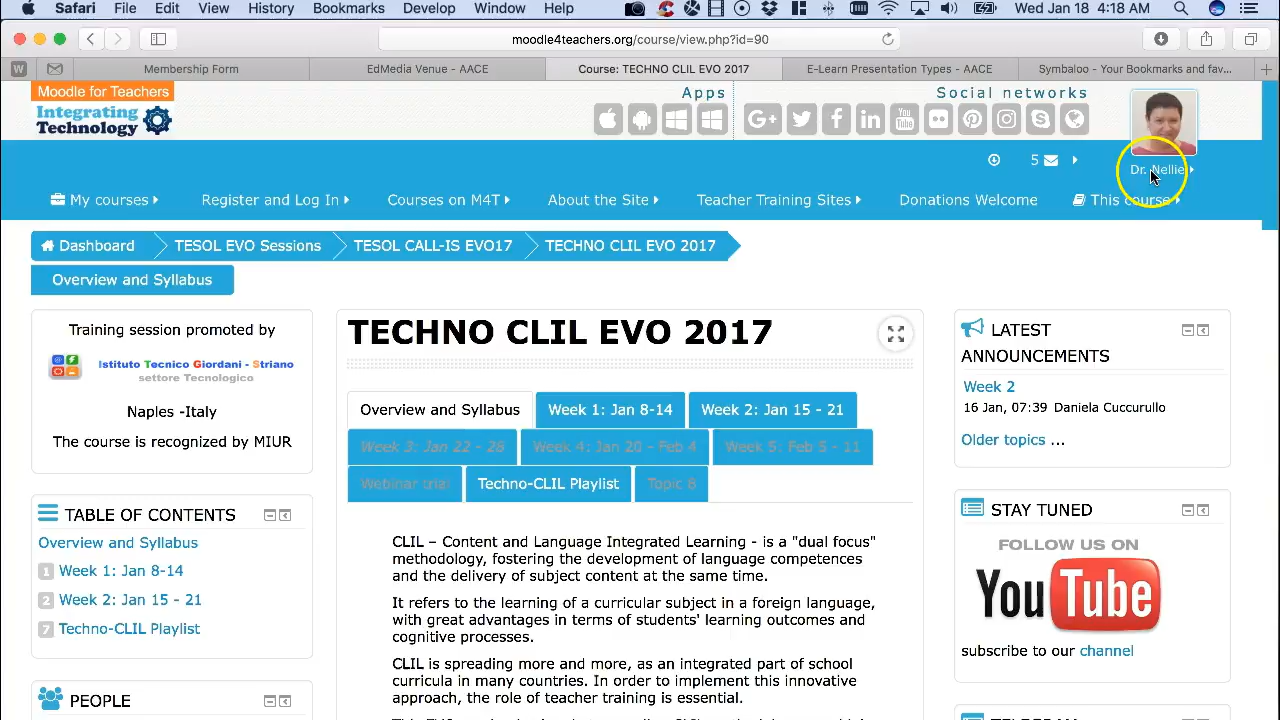 Safari File Edit View History Bookmarks Develop Window Help Wed Jan 18 4:18 AM
moodle4teachers.org/course/view.php?id=90
W Membership Form EdMedia Venue - AACE Course: TECHNO CLIL EVO 2017 E-Learn Presentation Types - AACE Symbaloo - Your Bookmarks and fav...
Moodle for Teachers
Integrating
Technology
Apps
Social networks
G+ f in You Tube
5
Dr. Nellie
My courses Register and Log In Courses on M4T About the Site Teacher Training Sites Donations Welcome This course
Dashboard TESOL EVO Sessions TESOL CALL-IS EVO17 TECHNO CLIL EVO 2017
Overview and Syllabus
Training session promoted by
Istituto Tecnico Giordani - Striano
settore Tecnologico
Naples -Italy
The course is recognized by MIUR
TABLE OF CONTENTS
Overview and Syllabus
1 Week 1: Jan 8-14
2 Week 2: Jan 15 - 21
7 Techno-CLIL Playlist
PEOPLE
TECHNO CLIL EVO 2017
Overview and Syllabus Week 1: Jan 8-14 Week 2: Jan 15 - 21
Week 3: Jan 22 - 28 Week 4: Jan 20 - Feb 4 Week 5: Feb 5 - 11
Webinar trial Techno-CLIL Playlist Topic 8
CLIL – Content and Language Integrated Learning - is a "dual focus"
methodology, fostering the development of language competences
and the delivery of subject content at the same time.
It refers to the learning of a curricular subject in a foreign language,
with great advantages in terms of students' learning outcomes and
cognitive processes.
CLIL is spreading more and more, as an integrated part of school
curricula in many countries. In order to implement this innovative
approach, the role of teacher training is essential.
LATEST
ANNOUNCEMENTS
Week 2
16 Jan, 07:39 Daniela Cuccurullo
Older topics ...
STAY TUNED
FOLLOW US ON
YouTube
subscribe to our channel